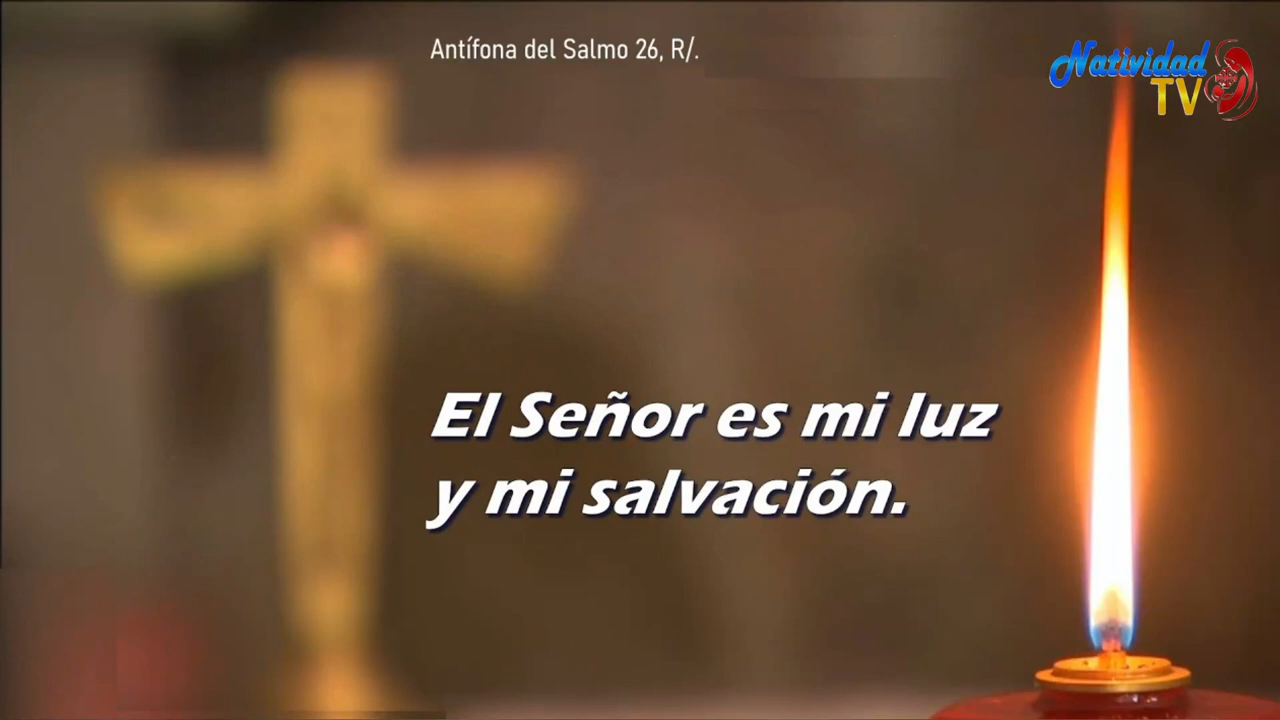 Antífona del Salmo 26, R/.
Natividad
TV
El Señor es mi luz
y mi salvación.